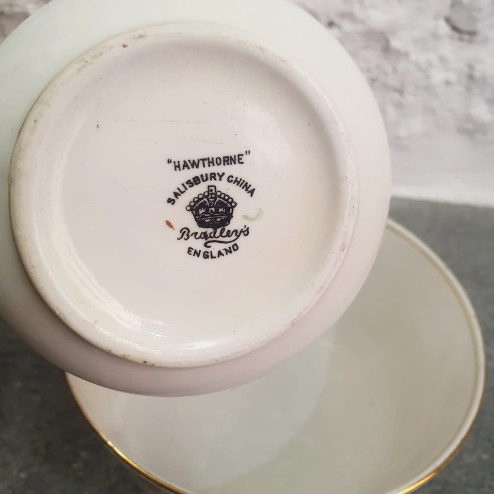 "HAWTHORNE"
SALISBURY CHINA
Bradley's
ENGLAND